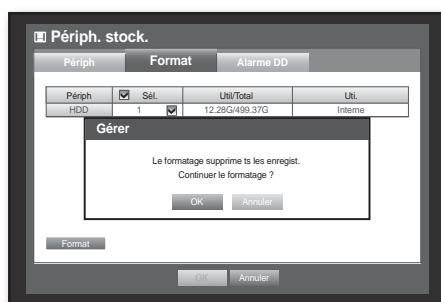 Périph. stock.
Périph Format Alarme DD
Périph Sél. Util/Total Uti.
HDD 1 12.28G/499.37G Interne
Gérer
Le formatage supprime ts les enregist.
Continuer le formatage ?
OK Annuler
Format
OK Annuler